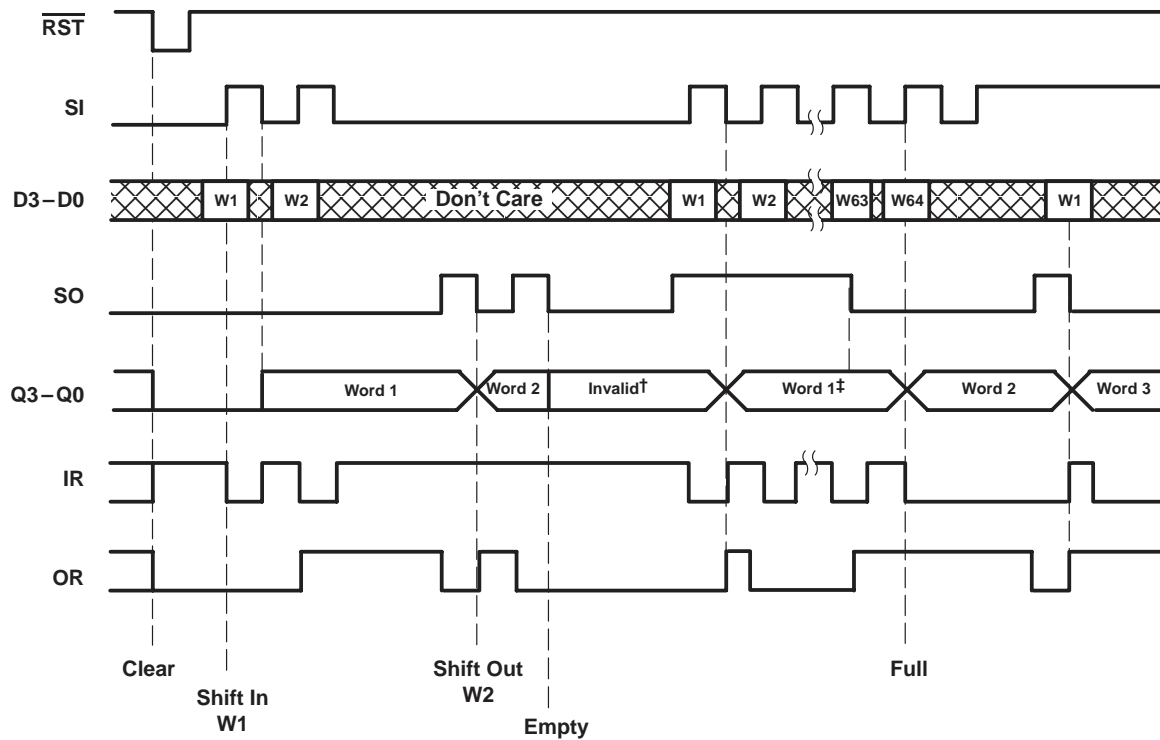 RST
SI
D3–D0 W1 W2 Don't Care W1 W2 W63 W64 W1
SO
Q3–Q0 Word 1 Word 2 Invalid† Word 1‡ Word 2 Word 3
IR
OR
Clear
Shift In
W1
Shift Out
W2
Empty
Full